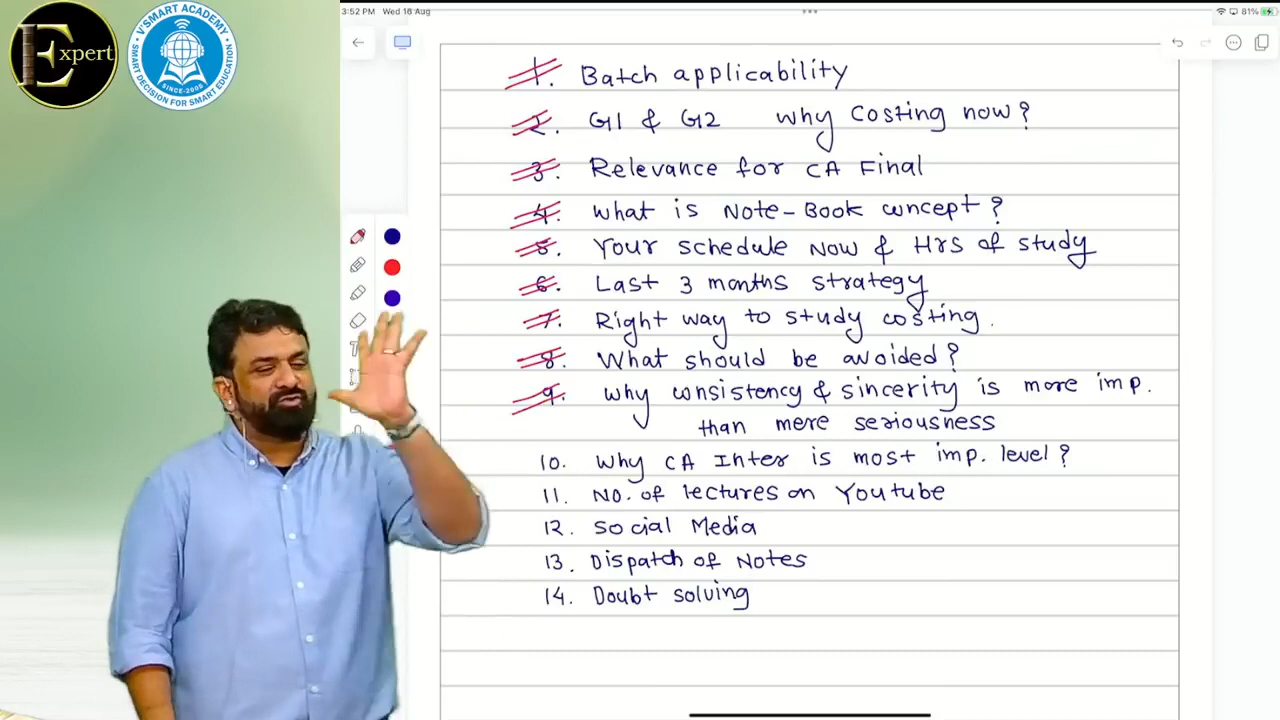 3:52 PM Wed 16 Aug
81%
Expert
V'SMART ACADEMY
SINCE-2005
SMART DECISION FOR SMART EDUCATION
1. Batch applicability
2. G1 & G2 why costing now?
3. Relevance for CA Final
4. What is Note-Book concept?
5. Your schedule Now & Hrs of study
6. Last 3 months strategy
7. Right way to study costing.
8. What should be avoided?
9. why consistency & sincerity is more imp.
than mere seriousness
10. Why CA Inter is most imp. level?
11. No. of lectures on Youtube
12. Social Media
13. Dispatch of Notes
14. Doubt solving